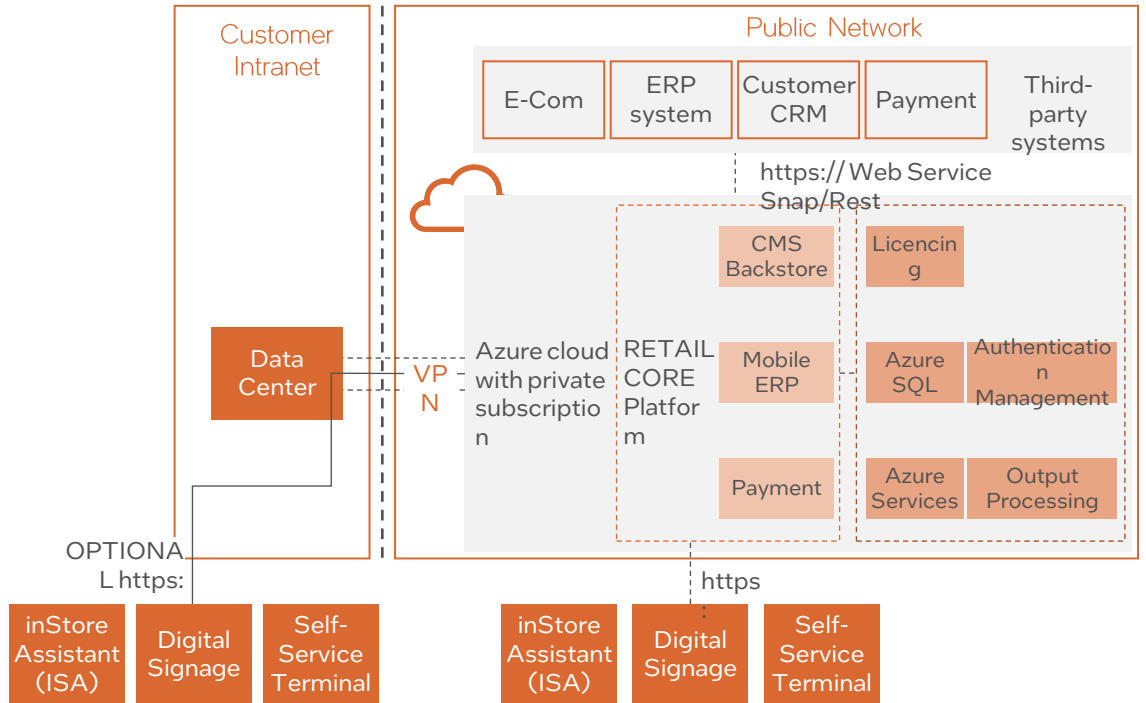 Customer
Intranet
Public Network
E-Com
ERP
system
Customer
CRM
Payment
Third-
party
systems
https:// Web Service
Snap/Rest
CMS
Backstore
Licencin
g
Data
Center
VP
N
Azure cloud
with private
subscriptio
n
RETAIL
CORE
Platfor
m
Mobile
ERP
Azure
SQL
Authenticatio
n
Management
Payment
Azure
Services
Output
Processing
OPTIONA
L https:
https
:
inStore
Assistant
(ISA)
Digital
Signage
Self-
Service
Terminal
inStore
Assistant
(ISA)
Digital
Signage
Self-
Service
Terminal